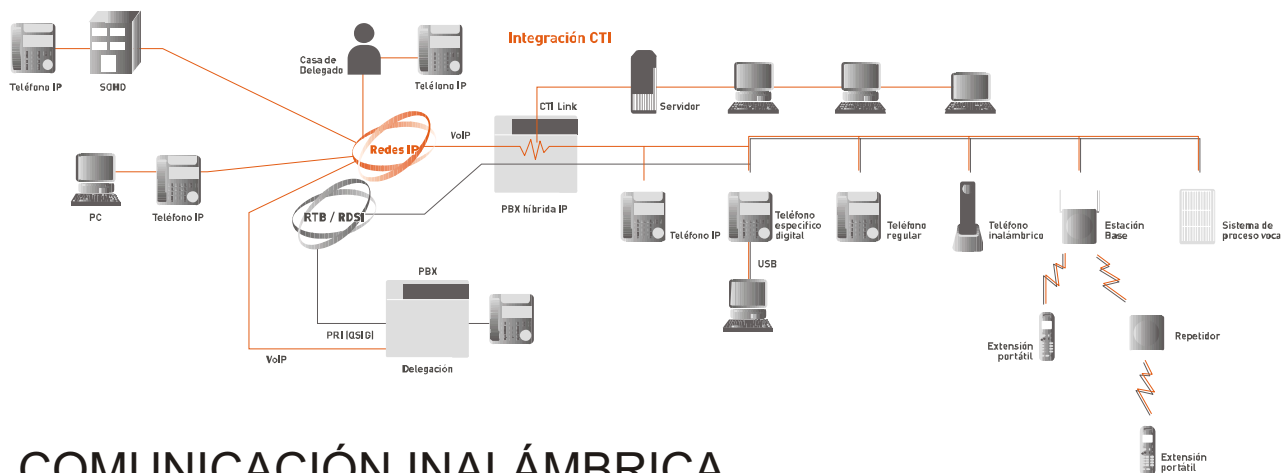 Integración CTI
Teléfono IP
SOHO
Casa de
Delegado
Teléfono IP
CTI Link
Servidor
Redes IP
VoIP
PC
Teléfono IP
RTB / RDSI
PBX híbrida IP
Teléfono IP
Teléfono
específico
digital
Teléfono
regular
Teléfono
inalámbrico
Estación
Base
Sistema de
proceso voca
USB
PBX
PRI (QSIG)
VoIP
Delegación
Extensión
portátil
Repetidor
Extensión
portátil
COMUNICACIÓN INALÁMBRICA